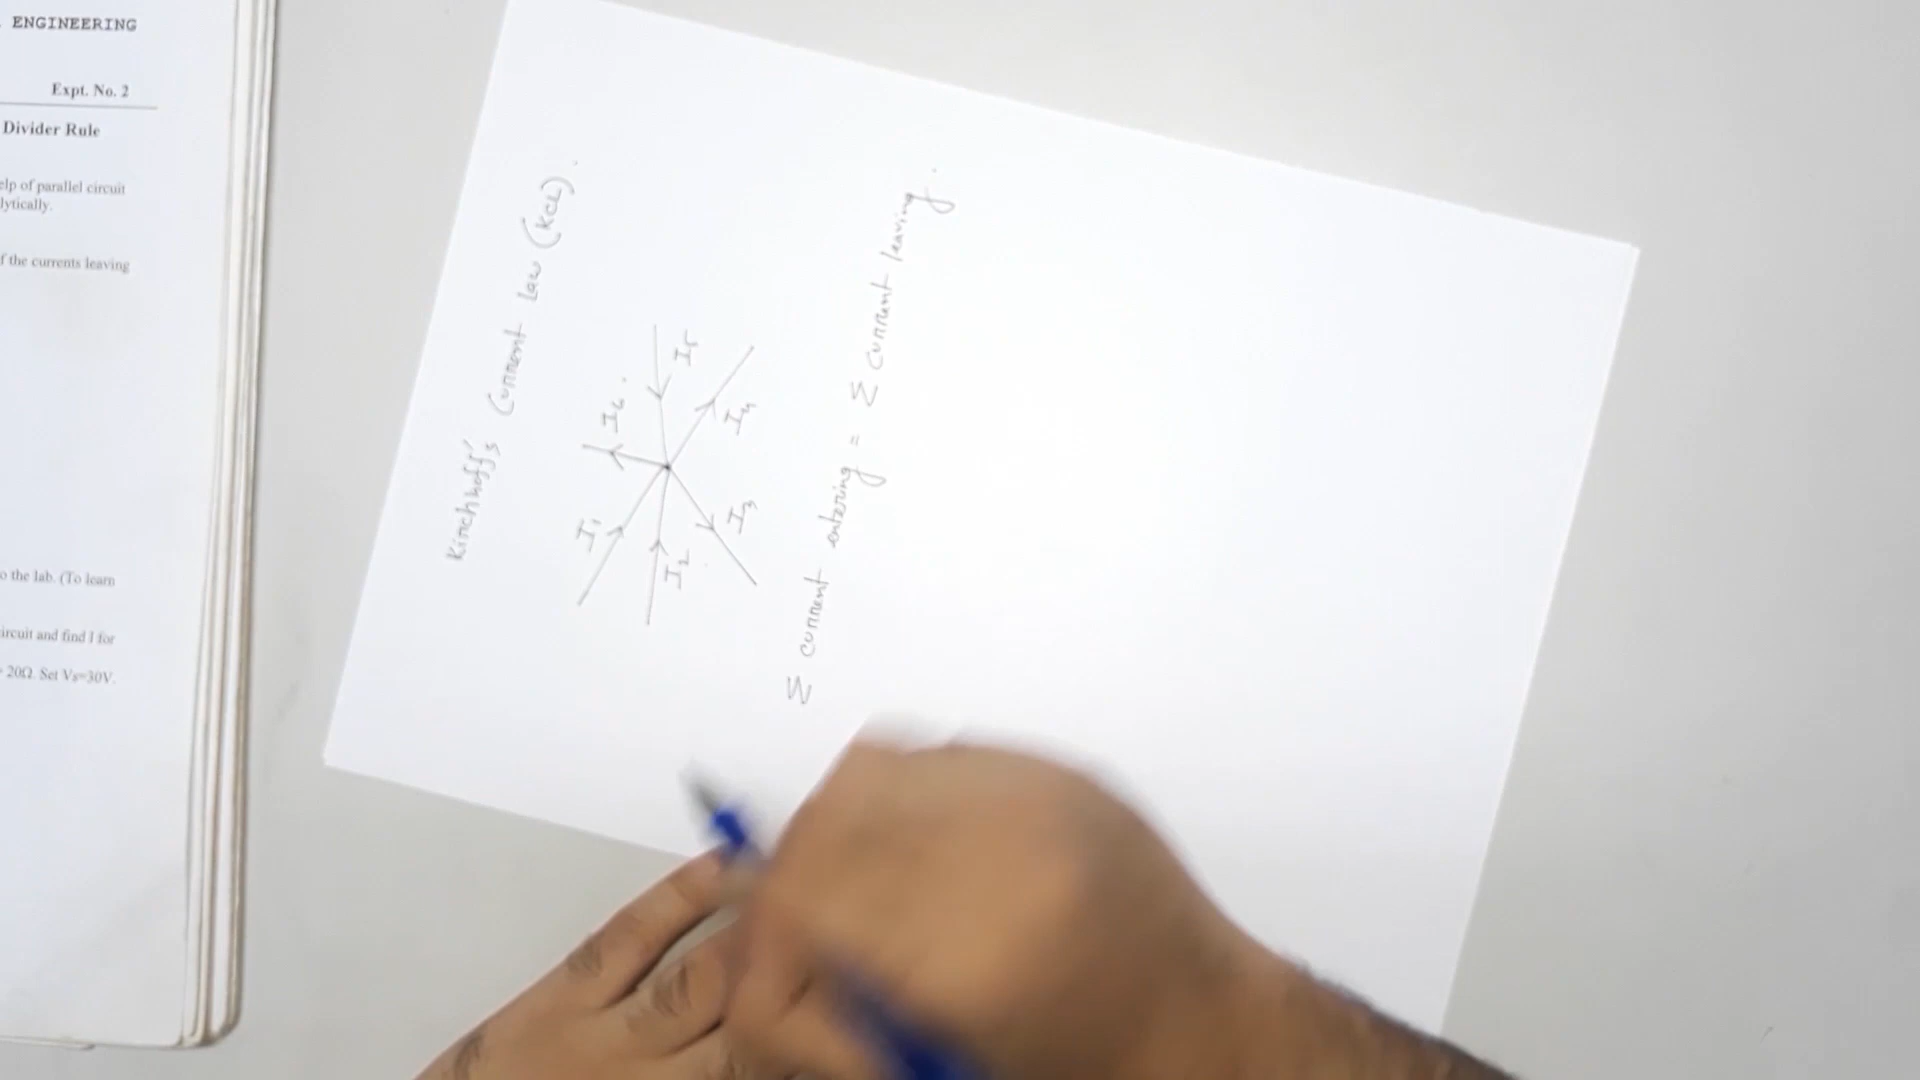 ENGINEERING
Expt. No. 2
Divider Rule
elp of parallel circuit
lytically.
f the currents leaving
o the lab. (To learn
ircuit and find I for
20Ω. Set Vs=30V.
Kirchhoff's Current Law (KCL).
I1
I2
I3
I4
I5
I6.
Σ current entering = Σ current leaving.